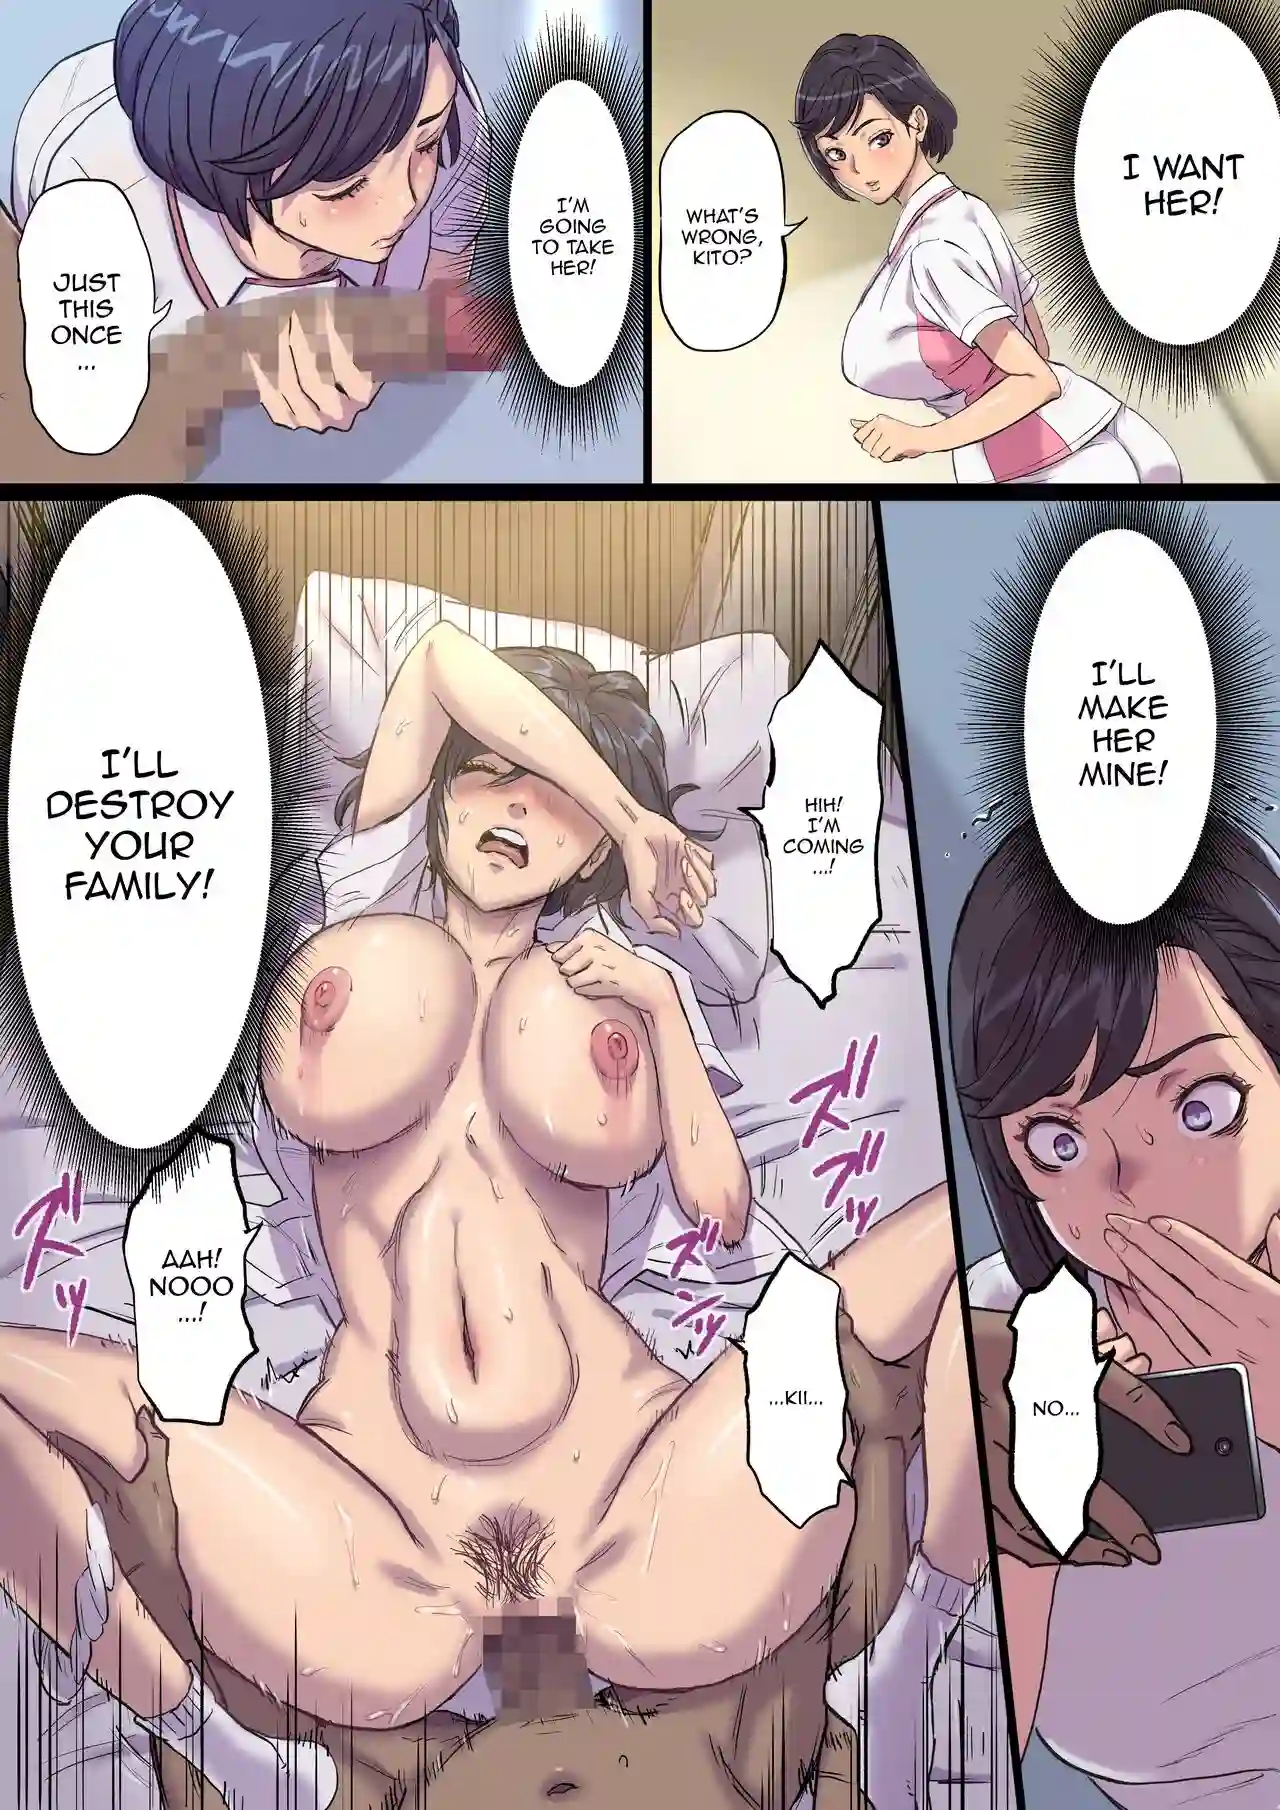 I'M
GOING
TO TAKE
HER!
JUST
THIS
ONCE
...
I WANT
HER!
WHAT'S
WRONG,
KITO?
I'LL
DESTROY
YOUR
FAMILY!
HIH!
I'M
COMING
...!
AAH!
NOOO
...!
...KII...
ズッ
ズッ
ズンッ
I'LL
MAKE
HER
MINE!
NO...